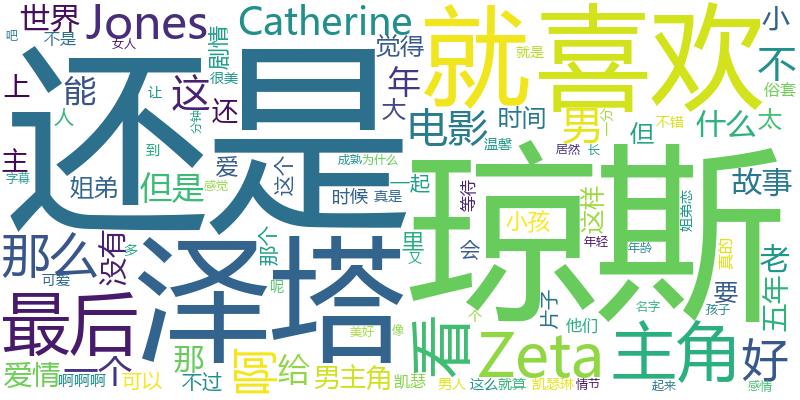 吧 世界 Jones Catherine 就 喜欢 小
不是 女人 剧情 觉得 就是 不
上 能 很美 这 还 年 大 电影 时间 男 一分 但 什么 太 俗套
人 让 分钟 还是 温馨 不错
主 到 爱 这个 成熟 为什么 琼斯 居然 长
字幕 姐弟 但是 感觉 时候 真是 一起 等待 小孩 这样 姐弟恋 故事
那么 没有 多 泽塔 那个 里 又 会 年轻 年龄 真的 老
可爱 呢 片子 他们 要 五年
最后 美好 像 看 个 名字 孩子
一个 那 啊 给 Zeta 主角 好
爱情 啊啊啊 可以 不过 男主角 凯瑟 男人 这么 就算 凯瑟琳 情节 起来 感情